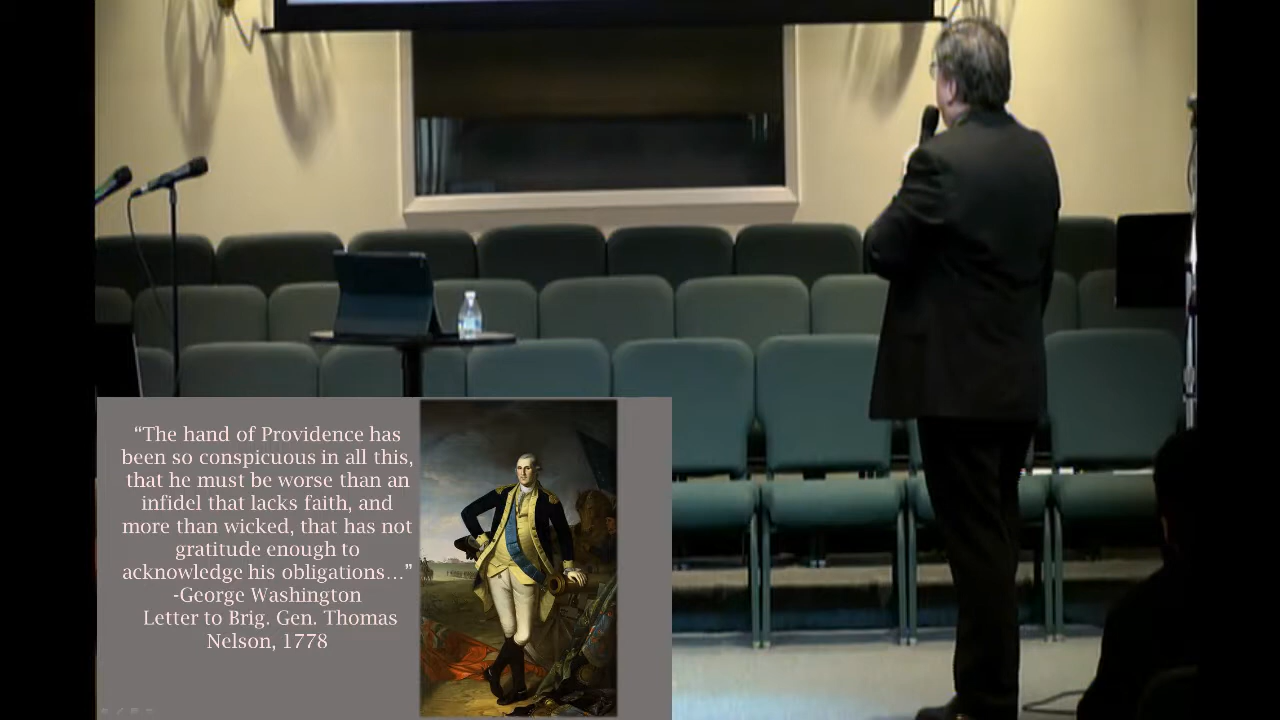 “The hand of Providence has
been so conspicuous in all this,
that he must be worse than an
infidel that lacks faith, and
more than wicked, that has not
gratitude enough to
acknowledge his obligations…”
-George Washington
Letter to Brig. Gen. Thomas
Nelson, 1778